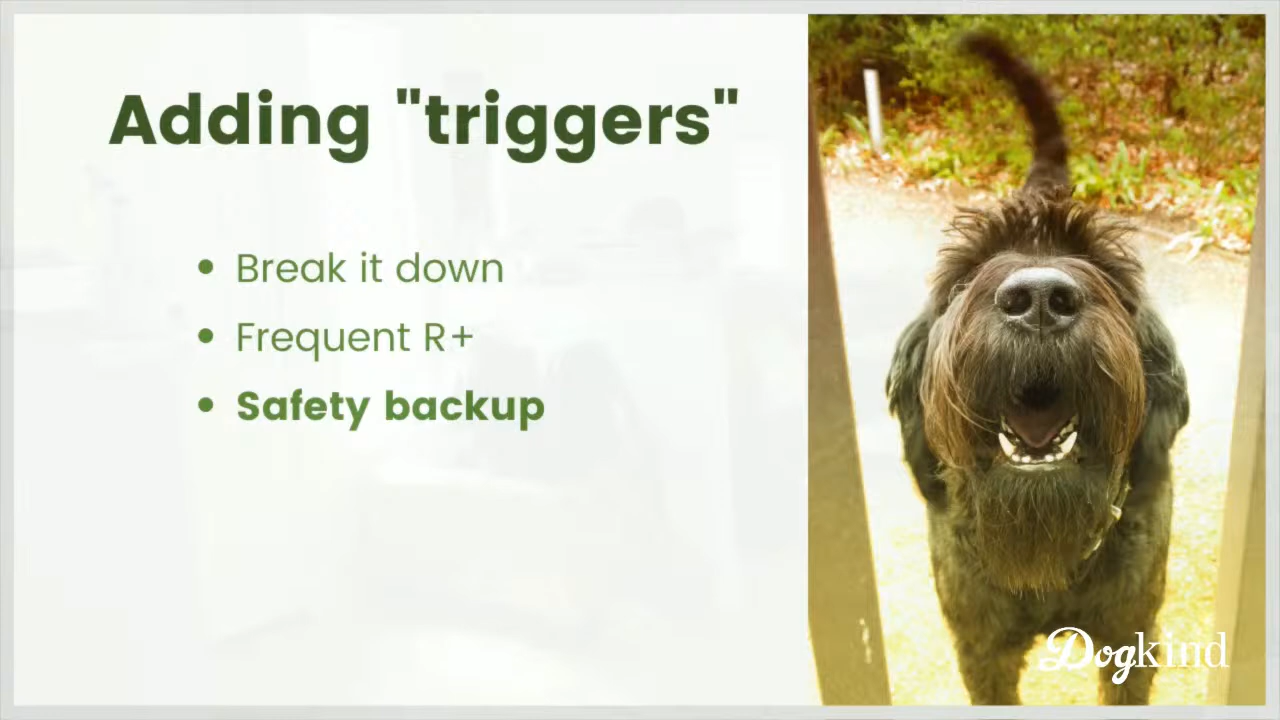 Adding "triggers"
• Break it down
• Frequent R+
• Safety backup
Dogkind